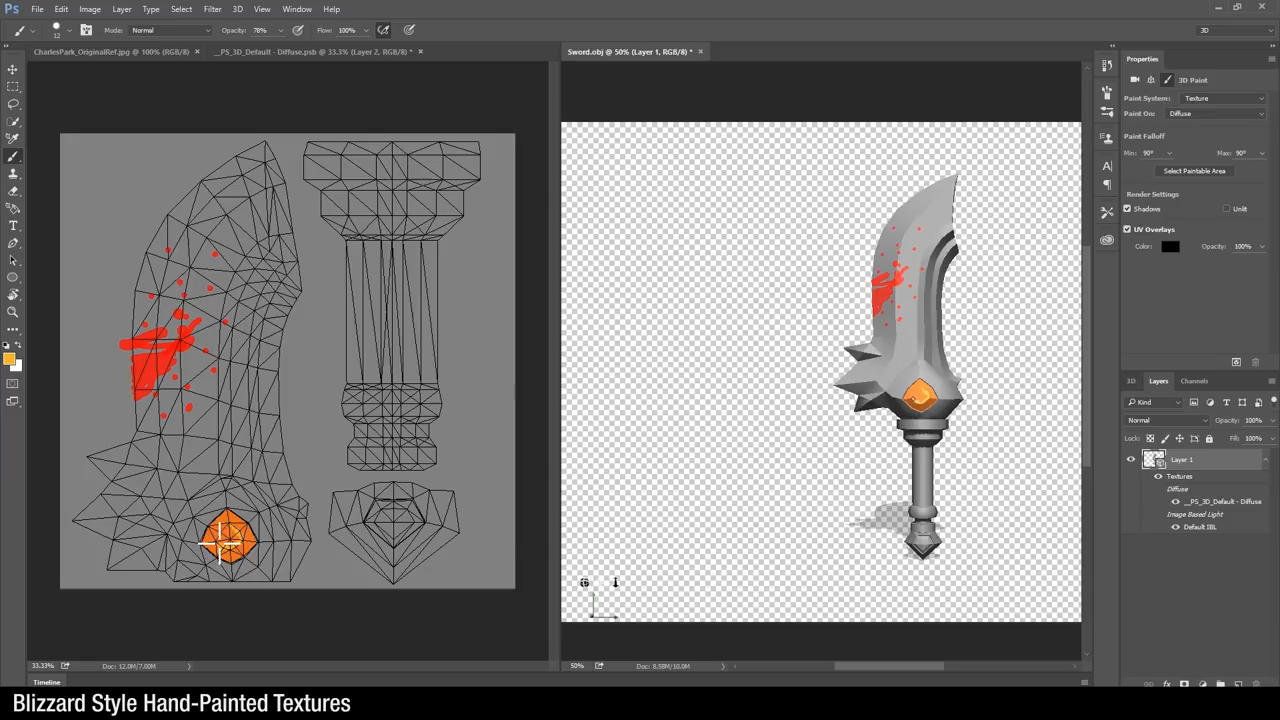 Ps File Edit Image Layer Type Select Filter 3D View Window Help
12 Mode: Normal Opacity: 78% Flow: 100% 3D
CharlesPark_OriginalRef.jpg @ 100% (RGB/8) × __PS_3D_Default - Diffuse.psb @ 33.3% (Layer 2, RGB/8) * × Sword.obj @ 50% (Layer 1, RGB/8) * ×
Properties
3D Paint
Paint System: Texture
Paint On: Diffuse
Paint Falloff
Min: 90° Max: 90°
Select Paintable Area
Render Settings
Shadows Unlit
UV Overlays
Color: Opacity: 100%
3D Layers Channels
Kind
Normal Opacity: 100%
Lock: Fill: 100%
Layer 1
Textures
Diffuse
__PS_3D_Default - Diffuse
Image Based Light
Default IBL
33.33% Doc: 12.0M/7.00M 50% Doc: 8.58M/10.0M
Timeline
Blizzard Style Hand-Painted Textures